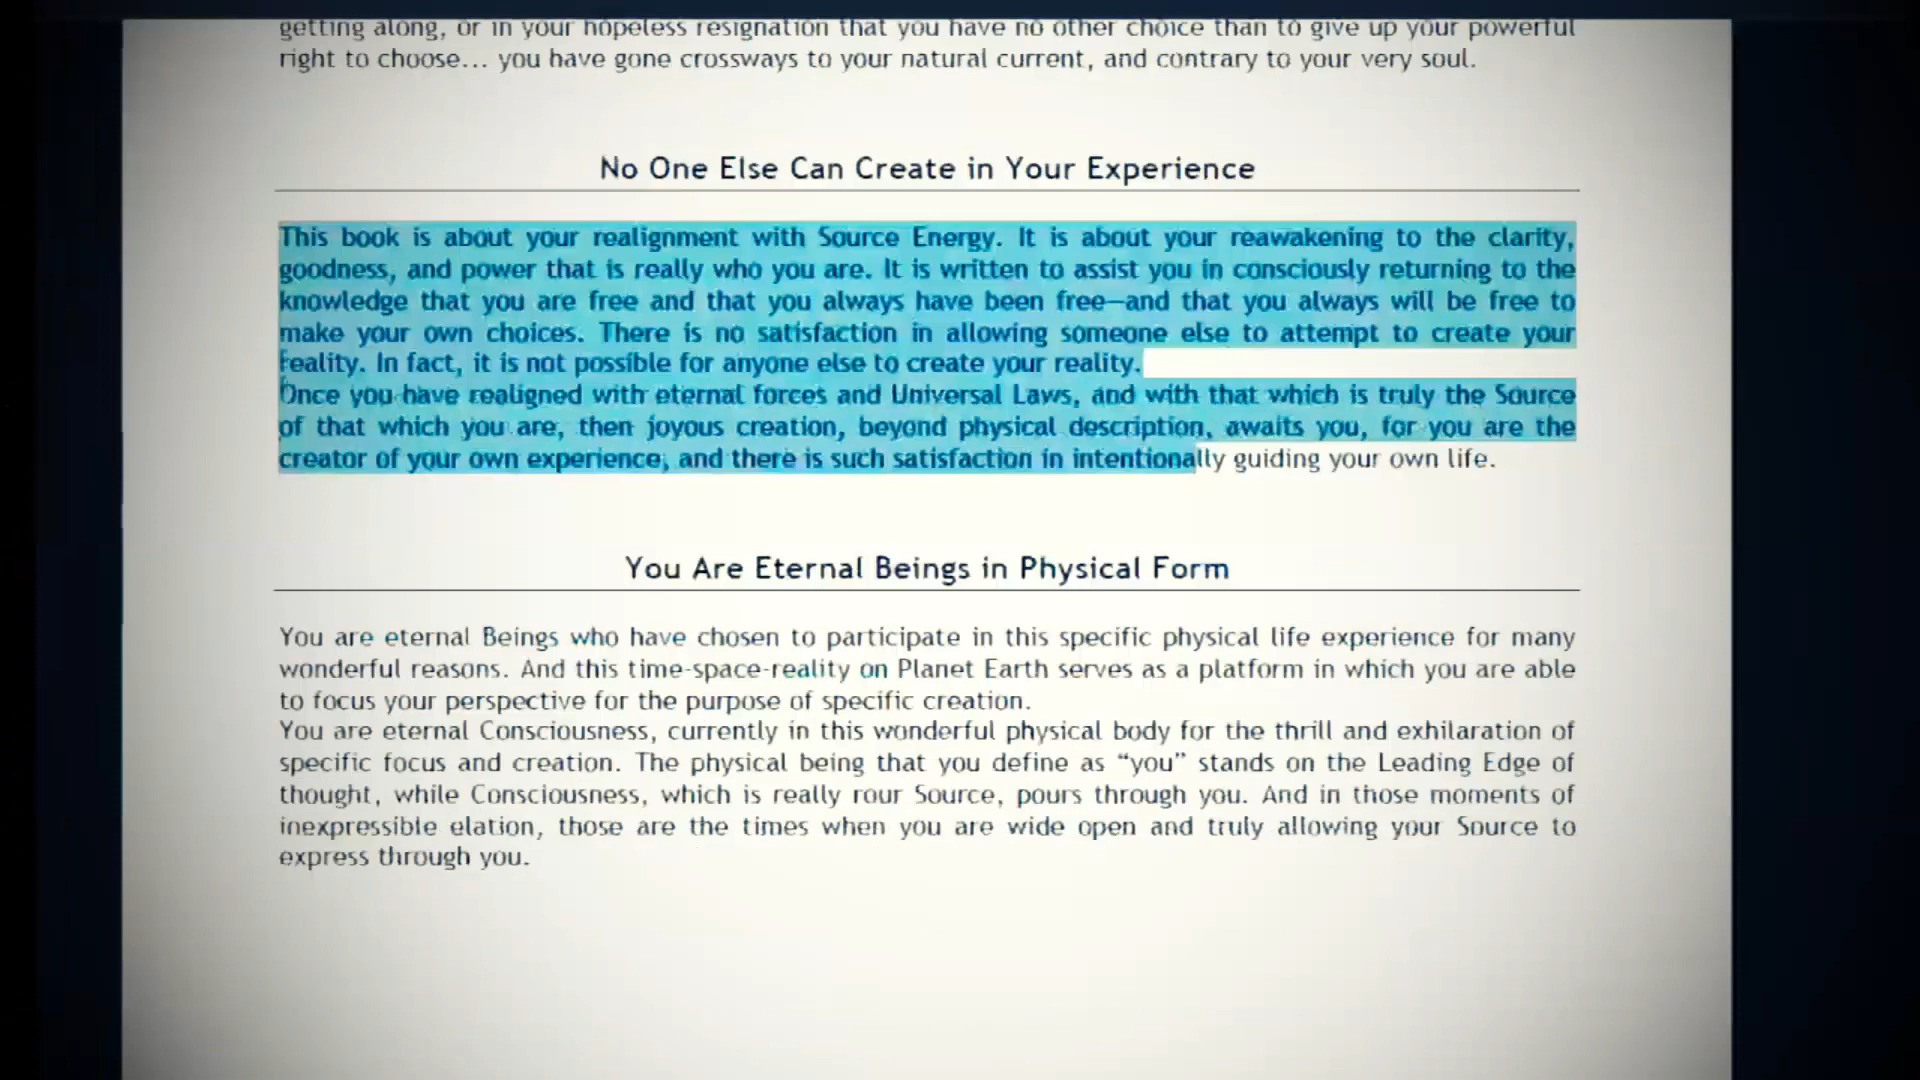 getting along, or in your hopeless resignation that you have no other choice than to give up your powerful
right to choose... you have gone crossways to your natural current, and contrary to your very soul.
No One Else Can Create in Your Experience
This book is about your realignment with Source Energy. It is about your reawakening to the clarity,
goodness, and power that is really who you are. It is written to assist you in consciously returning to the
knowledge that you are free and that you always have been free—and that you always will be free to
make your own choices. There is no satisfaction in allowing someone else to attempt to create your
reality. In fact, it is not possible for anyone else to create your reality.
Once you have realigned with eternal forces and Universal Laws, and with that which is truly the Source
of that which you are, then joyous creation, beyond physical description, awaits you, for you are the
creator of your own experience, and there is such satisfaction in intentionally guiding your own life.
You Are Eternal Beings in Physical Form
You are eternal Beings who have chosen to participate in this specific physical life experience for many
wonderful reasons. And this time-space-reality on Planet Earth serves as a platform in which you are able
to focus your perspective for the purpose of specific creation.
You are eternal Consciousness, currently in this wonderful physical body for the thrill and exhilaration of
specific focus and creation. The physical being that you define as “you” stands on the Leading Edge of
thought, while Consciousness, which is really rour Source, pours through you. And in those moments of
inexpressible elation, those are the times when you are wide open and truly allowing your Source to
express through you.